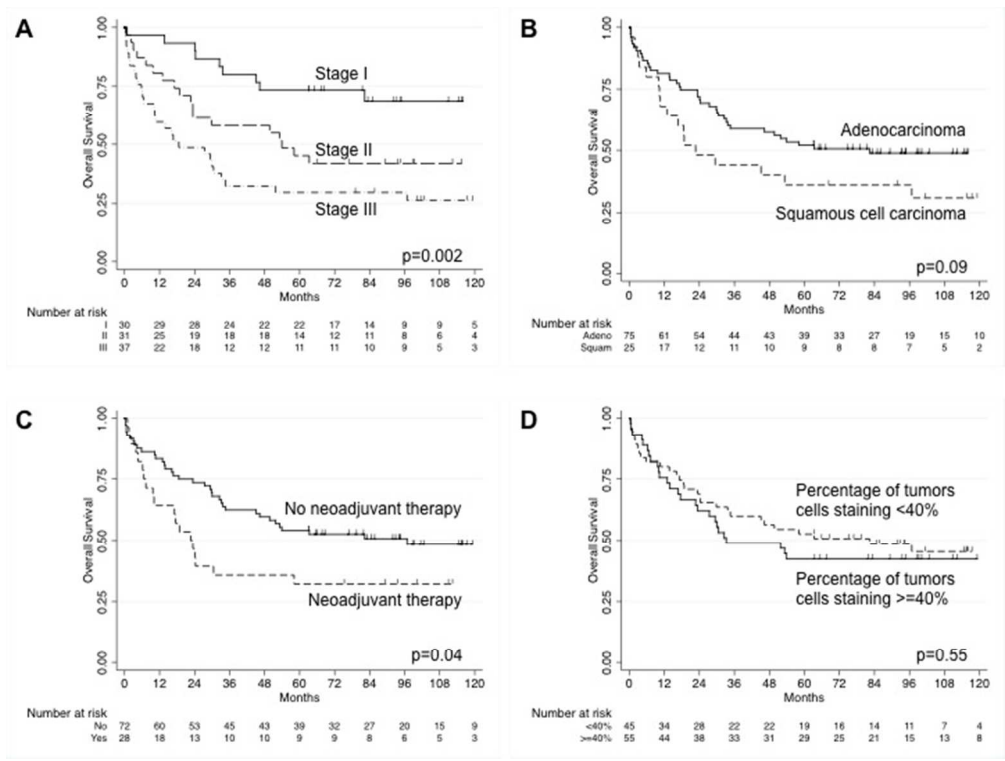 A
Overall Survival
1.00
0.75
0.50
0.25
0.00
Stage I
Stage II
Stage III
p=0.002
0 12 24 36 48 60 72 84 96 108 120
Months
Number at risk
I 30 29 28 24 22 22 17 14 9 9 5
II 31 25 19 18 18 14 12 11 8 6 4
III 37 22 18 12 12 11 11 10 9 5 3
B
Overall Survival
1.00
0.75
0.50
0.25
0.00
Adenocarcinoma
Squamous cell carcinoma
p=0.09
0 12 24 36 48 60 72 84 96 108 120
Months
Number at risk
Adeno 75 61 54 44 43 39 33 27 19 15 10
Squam 25 17 12 11 10 9 8 8 7 5 2
C
Overall Survival
1.00
0.75
0.50
0.25
0.00
No neoadjuvant therapy
Neoadjuvant therapy
p=0.04
0 12 24 36 48 60 72 84 96 108 120
Months
Number at risk
No 72 60 53 45 43 39 32 27 20 15 9
Yes 28 18 13 10 10 9 9 8 6 5 3
D
Overall Survival
1.00
0.75
0.50
0.25
0.00
Percentage of tumors
cells staining <40%
Percentage of tumors
cells staining >=40%
p=0.55
0 12 24 36 48 60 72 84 96 108 120
Months
Number at risk
<40% 45 34 28 22 22 19 16 14 11 7 4
>=40% 55 44 38 33 31 29 25 21 15 13 8